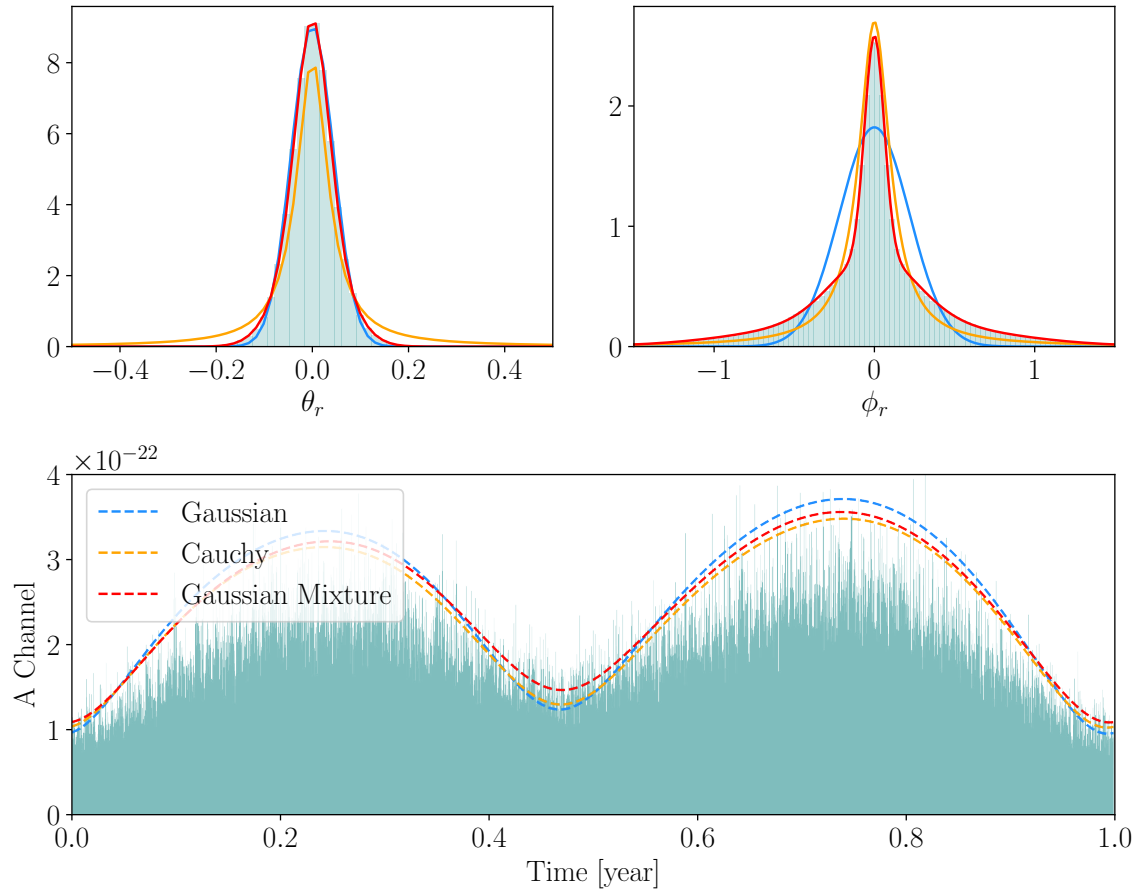 8
6
4
2
0
−0.4 −0.2 0.0 0.2 0.4
θ_r
2
1
0
−1 0 1
ϕ_r
×10⁻²²
4
3
2
1
0
A Channel
Gaussian
Cauchy
Gaussian Mixture
0.0 0.2 0.4 0.6 0.8 1.0
Time [year]